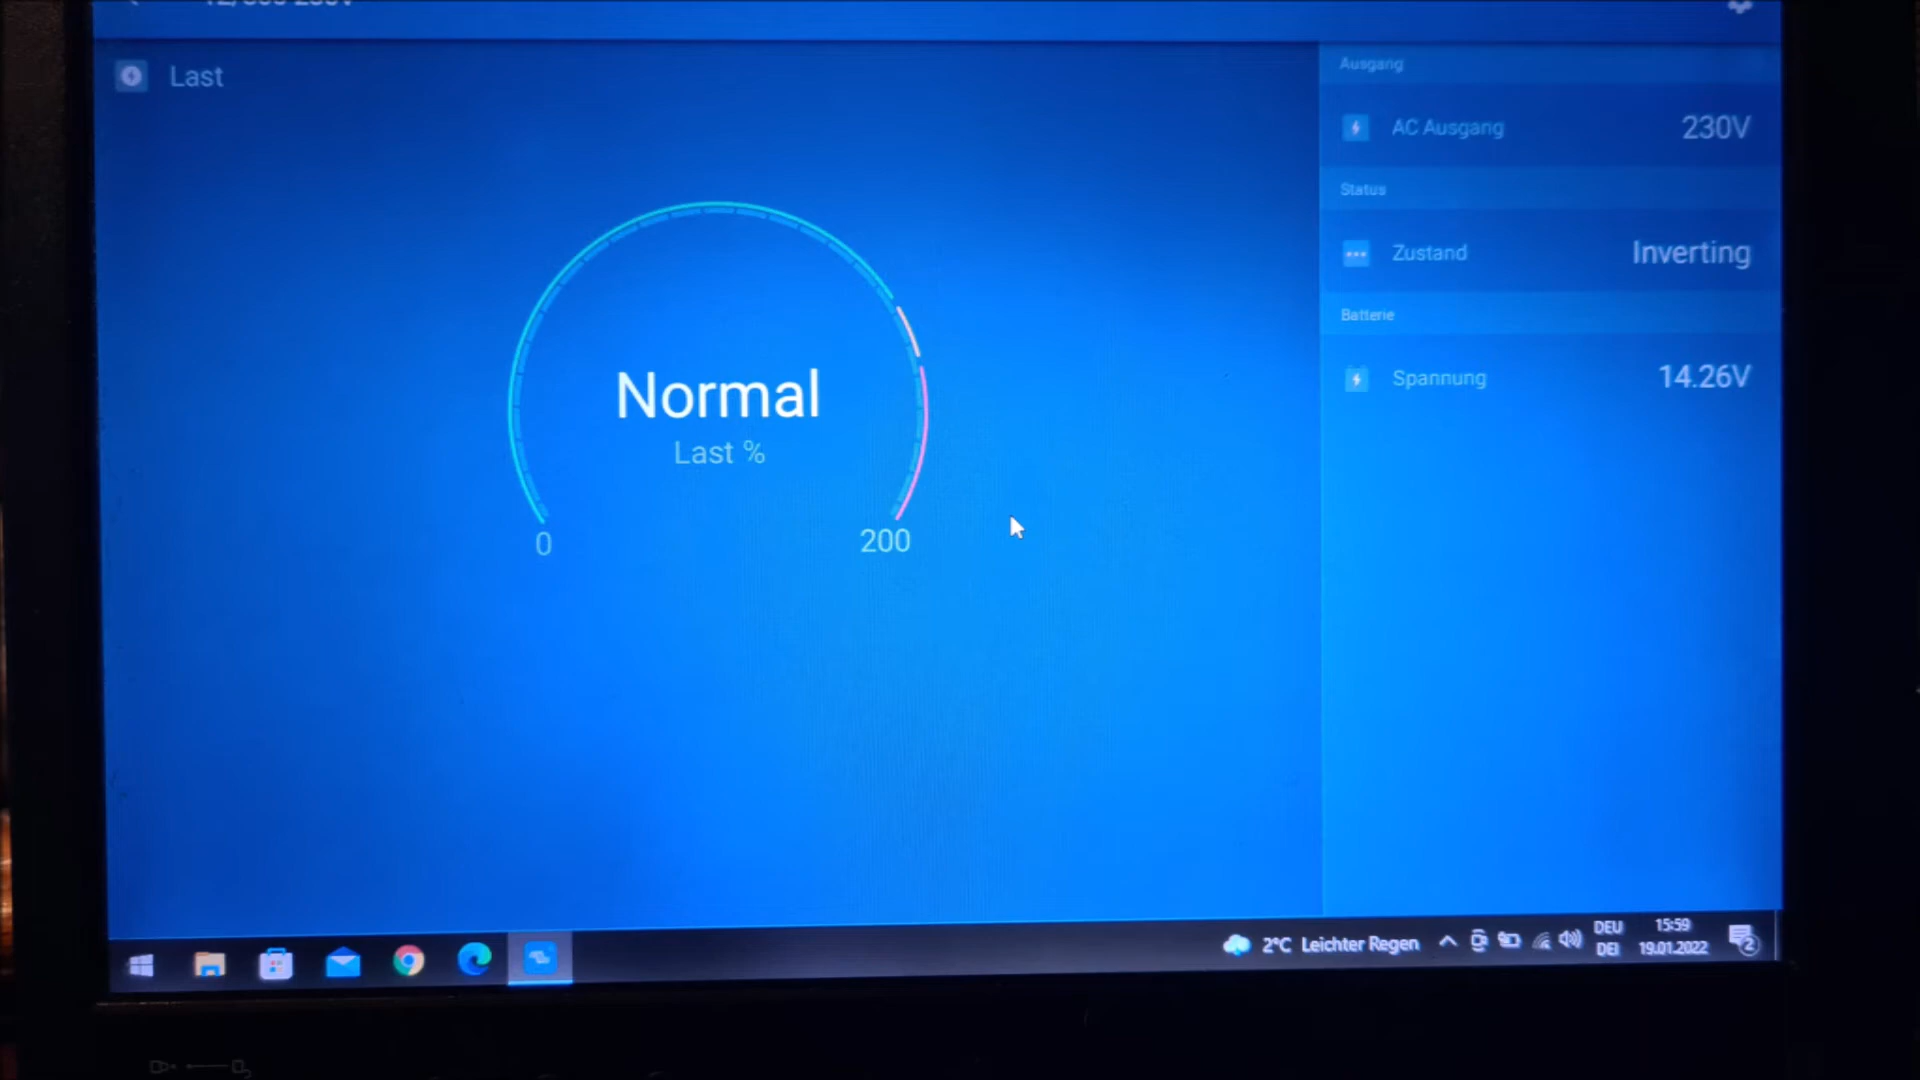 Last
Ausgang
AC Ausgang 230V
Status
Zustand Inverting
Batterie
Spannung 14.26V
Normal
Last %
0 200
2°C Leichter Regen
DEU
DEI
15:59
19.01.2022
2